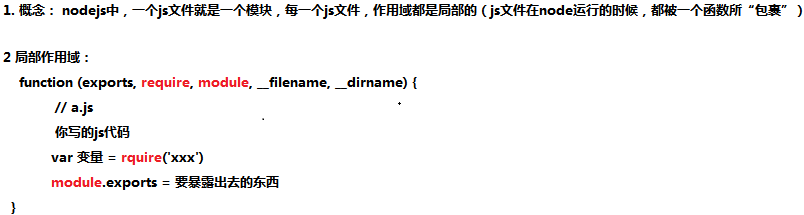 1. 概念： nodejs中，一个js文件就是一个模块，每一个js文件，作用域都是局部的（js文件在node运行的时候，都被一个函数所“包裹”）
2 局部作用域：
function (exports, require, module, __filename, __dirname) {
// a.js
你写的js代码
var 变量 = rquire('xxx')
module.exports = 要暴露出去的东西
}